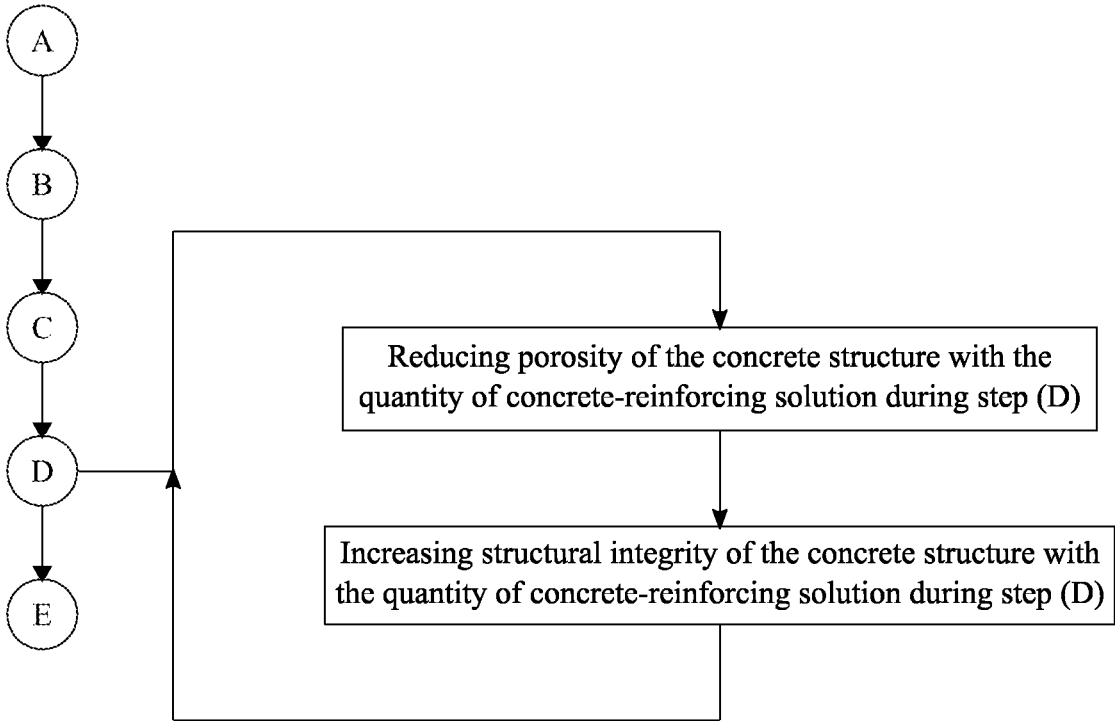 A
B
C
D
E
Reducing porosity of the concrete structure with the
quantity of concrete-reinforcing solution during step (D)
Increasing structural integrity of the concrete structure with
the quantity of concrete-reinforcing solution during step (D)